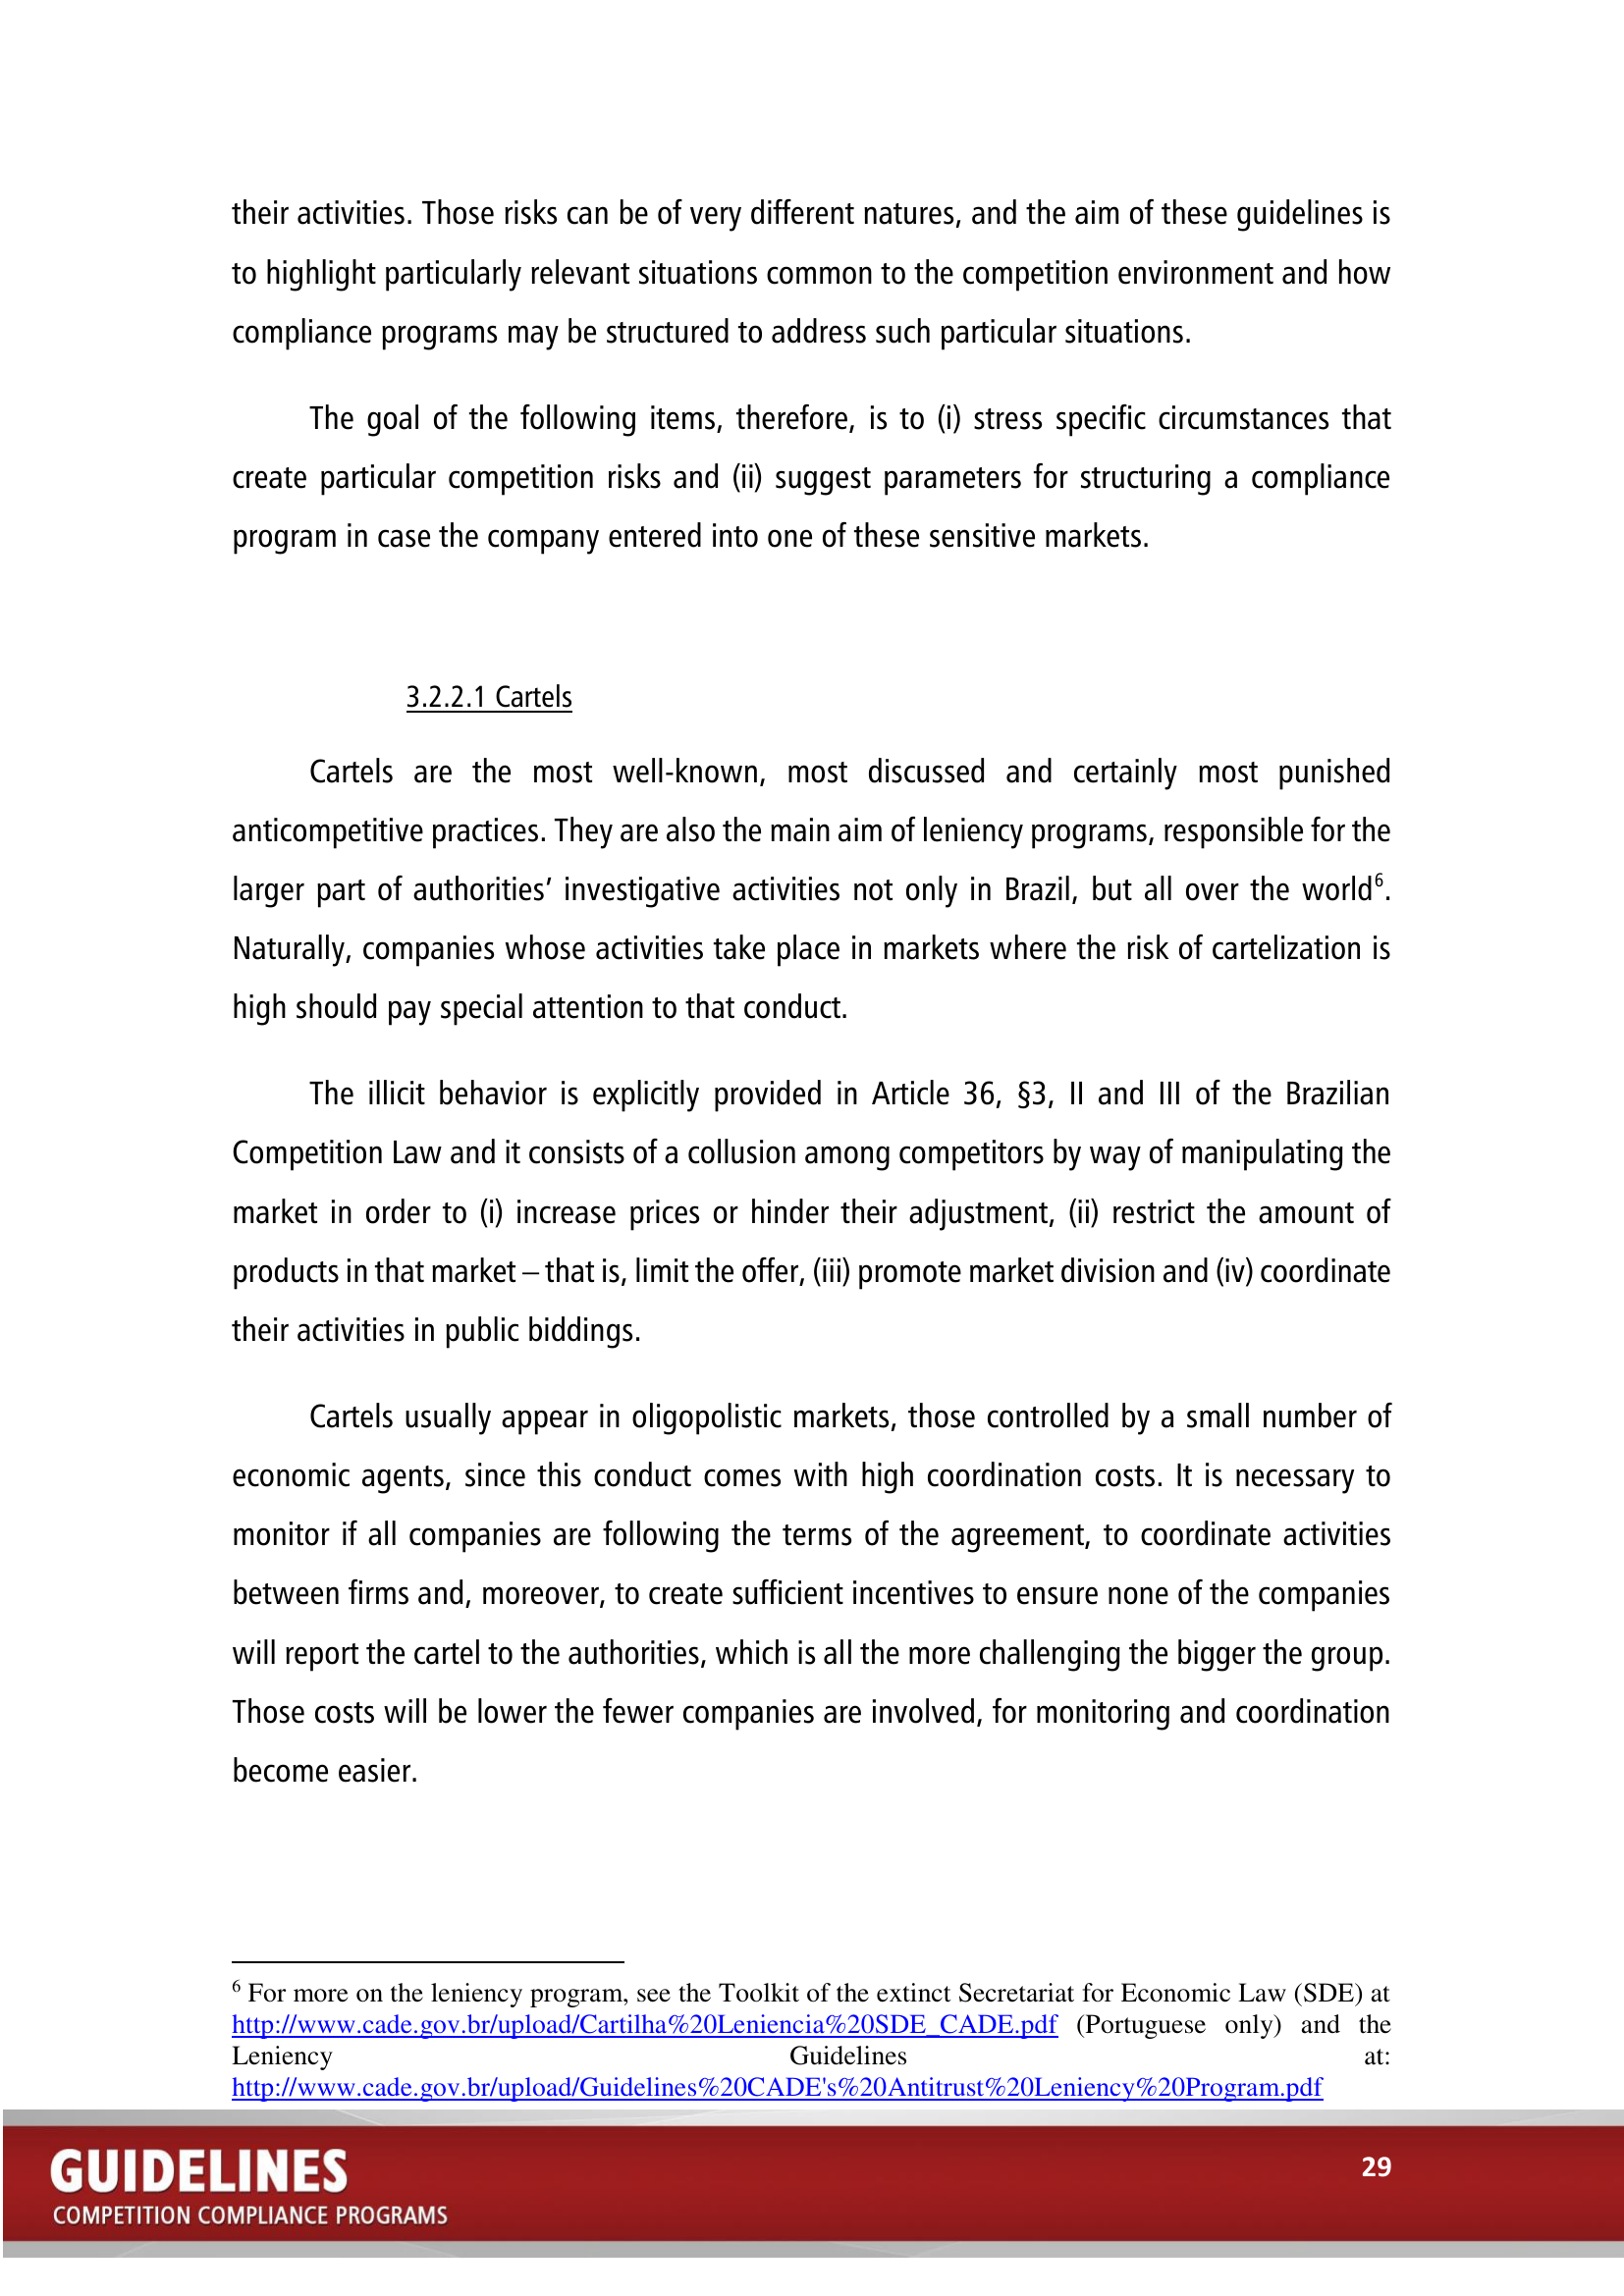 their activities. Those risks can be of very different natures, and the aim of these guidelines is
to highlight particularly relevant situations common to the competition environment and how
compliance programs may be structured to address such particular situations.
The goal of the following items, therefore, is to (i) stress specific circumstances that
create particular competition risks and (ii) suggest parameters for structuring a compliance
program in case the company entered into one of these sensitive markets.
3.2.2.1 Cartels
Cartels are the most well-known, most discussed and certainly most punished
anticompetitive practices. They are also the main aim of leniency programs, responsible for the
larger part of authorities’ investigative activities not only in Brazil, but all over the world⁶.
Naturally, companies whose activities take place in markets where the risk of cartelization is
high should pay special attention to that conduct.
The illicit behavior is explicitly provided in Article 36, §3, II and III of the Brazilian
Competition Law and it consists of a collusion among competitors by way of manipulating the
market in order to (i) increase prices or hinder their adjustment, (ii) restrict the amount of
products in that market – that is, limit the offer, (iii) promote market division and (iv) coordinate
their activities in public biddings.
Cartels usually appear in oligopolistic markets, those controlled by a small number of
economic agents, since this conduct comes with high coordination costs. It is necessary to
monitor if all companies are following the terms of the agreement, to coordinate activities
between firms and, moreover, to create sufficient incentives to ensure none of the companies
will report the cartel to the authorities, which is all the more challenging the bigger the group.
Those costs will be lower the fewer companies are involved, for monitoring and coordination
become easier.
⁶ For more on the leniency program, see the Toolkit of the extinct Secretariat for Economic Law (SDE) at
http://www.cade.gov.br/upload/Cartilha%20Leniencia%20SDE_CADE.pdf (Portuguese only) and the
Leniency Guidelines at:
http://www.cade.gov.br/upload/Guidelines%20CADE's%20Antitrust%20Leniency%20Program.pdf
GUIDELINES
29
COMPETITION COMPLIANCE PROGRAMS